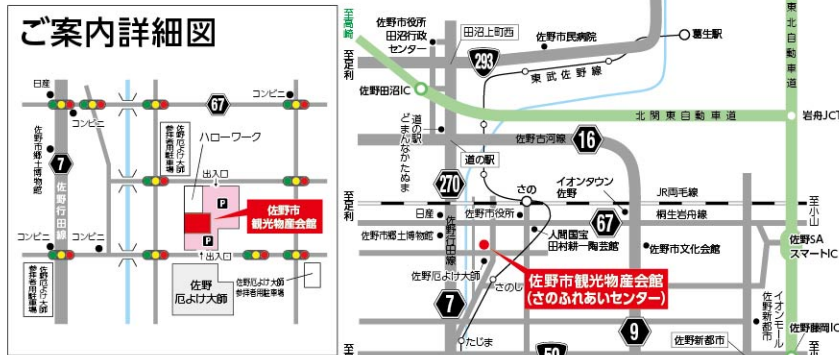 ご案内詳細図
日産
コンビニ
67
コンビニ
7
佐野行田線
佐野市郷土博物館
佐野厄よけ大師
参拝者用駐車場
ハローワーク
出入口
P
佐野市
観光物産会館
P
↑出入口
コンビニ
コンビニ
佐野厄よけ大師
参拝者用駐車場
佐野
厄よけ大師
佐野厄よけ大師
参拝者用駐車場
至高崎
至足利
佐野市役所
田沼行政
センター
田沼上町西
佐野市民病院
葛生駅
293
東武佐野線
佐野田沼IC
東北自動車道
北関東自動車道
岩舟JCT
道の駅
どまんなかたぬま
佐野古河線
16
道の駅
270
イオンタウン
佐野
JR両毛線
さの
至足利
至小山
日産
佐野市役所
67
桐生岩舟線
佐野市郷土博物館
佐野行田線
人間国宝
田村耕一陶芸館
佐野市文化会館
佐野SA
スマートIC
佐野厄よけ大師
佐野市観光物産会館
(さのふれあいセンター)
さのし
7
9
イオンモール
佐野新都市
佐野藤岡IC
たじま
50
佐野新都市
至
至